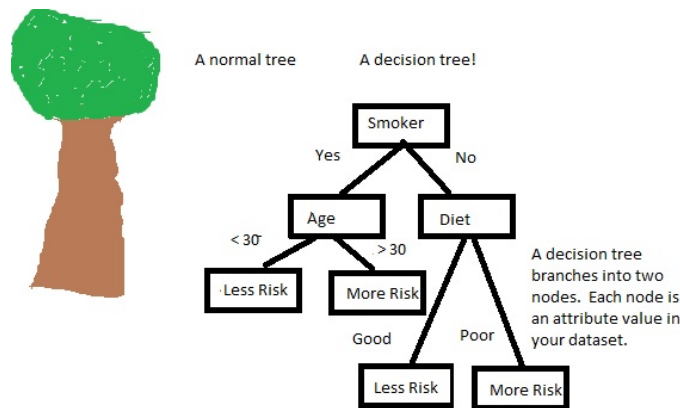 A normal tree
A decision tree!
Smoker
Yes
No
Age
Diet
< 30
> 30
Less Risk
More Risk
A decision tree
branches into two
nodes. Each node is
an attribute value in
your dataset.
Good
Poor
Less Risk
More Risk